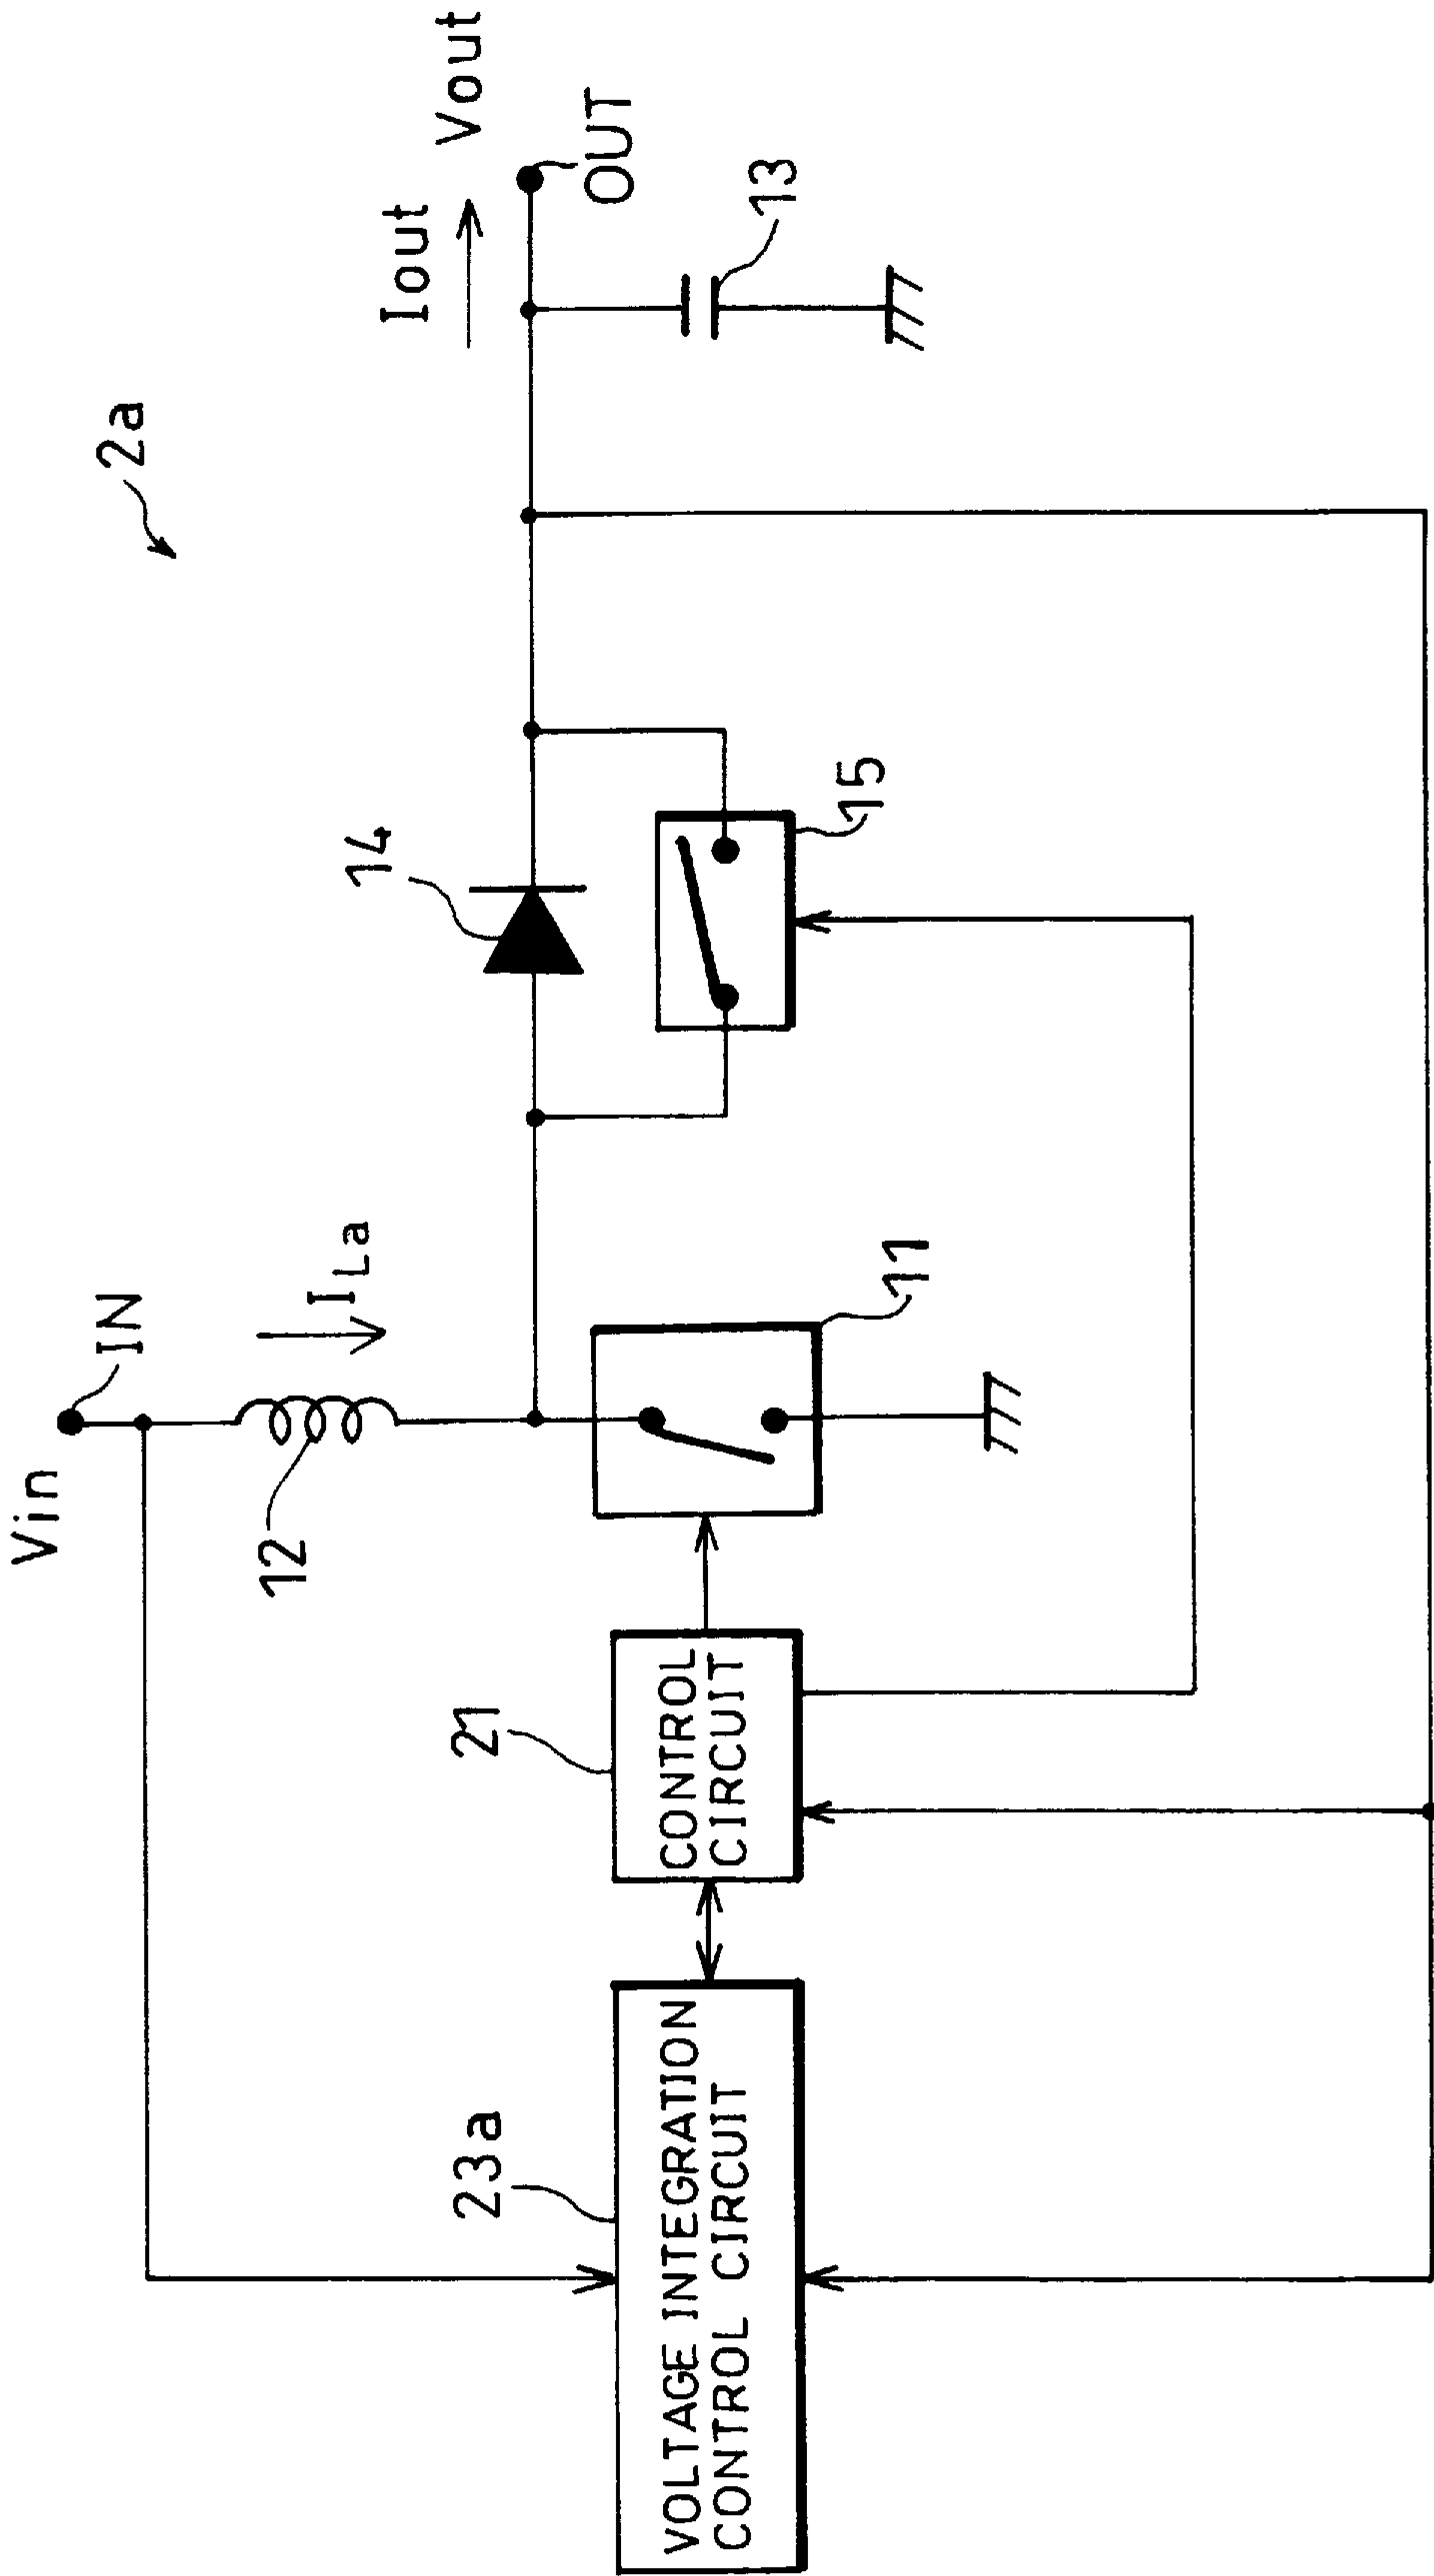 2a
Vin
IN
I La
12
Iout
Vout
OUT
14
13
15
11
21
CONTROL
CIRCUIT
23a
VOLTAGE INTEGRATION
CONTROL CIRCUIT